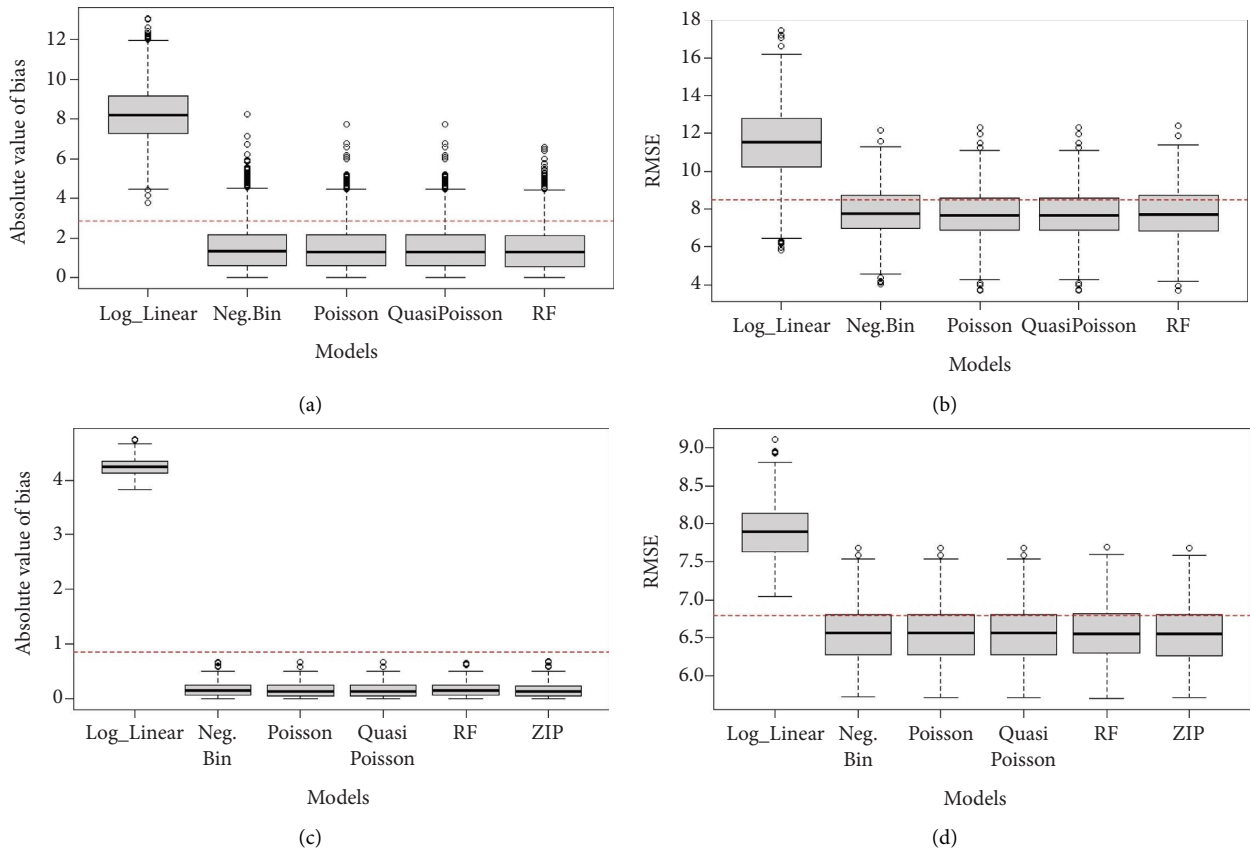 Absolute value of bias
12
10
8
6
4
2
0
Log_Linear Neg.Bin Poisson QuasiPoisson RF
Models
(a)
RMSE
18
16
14
12
10
8
6
4
Log_Linear Neg.Bin Poisson QuasiPoisson RF
Models
(b)
Absolute value of bias
4
3
2
1
0
Log_Linear Neg. Poisson Quasi RF ZIP
Bin Poisson
Models
(c)
RMSE
9.0
8.5
8.0
7.5
7.0
6.5
6.0
Log_Linear Neg. Poisson Quasi RF ZIP
Bin Poisson
Models
(d)